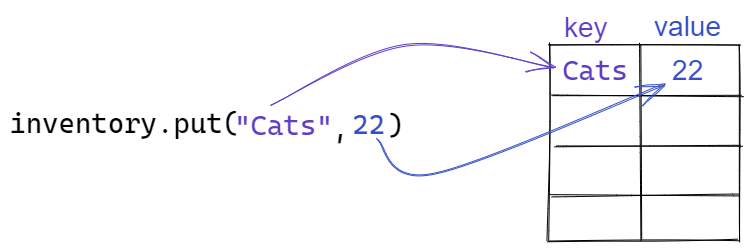 key value
Cats 22
inventory.put("Cats",22)